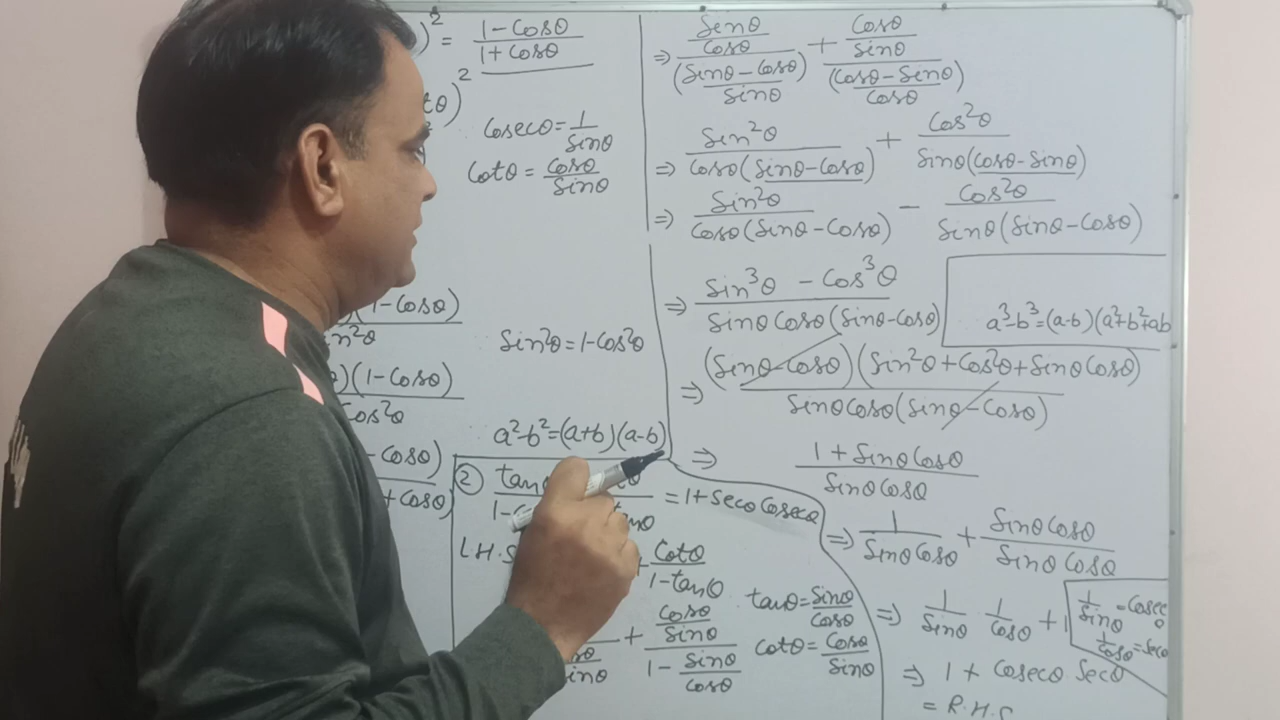 )² = (1-cosθ)/(1+cosθ)
tθ)²
cosecθ = 1/sinθ
cotθ = cosθ/sinθ
(1-cosθ)
n²θ
sin²θ = 1-cos²θ
)(1-cosθ)
cos²θ
a²-b² = (a+b)(a-b)
-cosθ)
+cosθ)
② tan θ / 1- tanθ = 1+secθ cosecθ
L.H.S cotθ/(1-tanθ)
tanθ = sinθ/cosθ
+ (cosθ/sinθ)/(1 - sinθ/cosθ)
cotθ = cosθ/sinθ
⇒ (sinθ/cosθ)/((sinθ-cosθ)/sinθ) + (cosθ/sinθ)/((cosθ-sinθ)/cosθ)
⇒ sin²θ/(cosθ(sinθ-cosθ)) + cos²θ/(sinθ(cosθ-sinθ))
⇒ sin²θ/(cosθ(sinθ-cosθ)) - cos²θ/(sinθ(sinθ-cosθ))
⇒ (sin³θ - cos³θ)/(sinθ cosθ(sinθ-cosθ))
a³-b³ = (a-b)(a²+b²+ab
⇒ (sinθ-cosθ)(sin²θ+cos²θ+sinθ cosθ)/(sinθ cosθ(sinθ-cosθ))
⇒ (1+sinθ cosθ)/(sinθ cosθ)
⇒ 1/(sinθ cosθ) + (sinθ cosθ)/(sinθ cosθ)
⇒ 1/sinθ 1/cosθ + 1
1/sinθ = cosec θ
1/cosθ = secθ
⇒ 1 + cosecθ secθ
= R.H.S